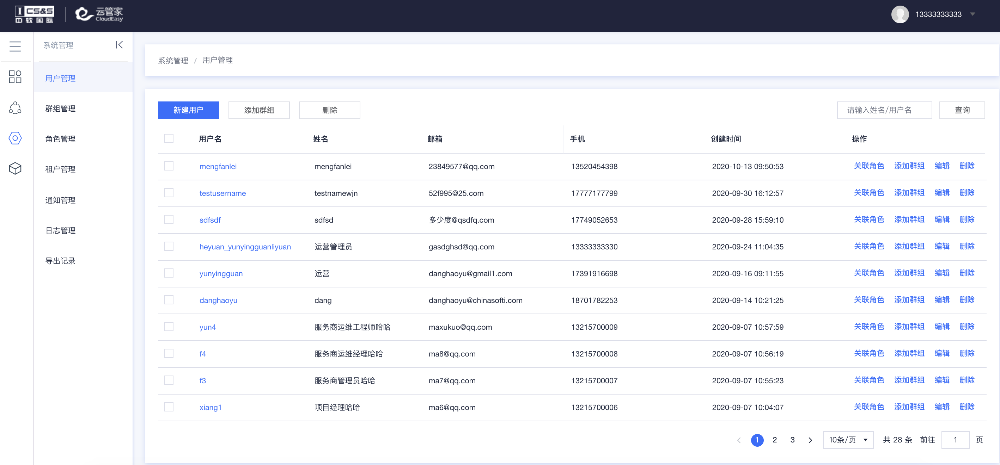 I CS&S
中软国际
云管家
CloudEasy
13333333333
系统管理
用户管理
群组管理
角色管理
租户管理
通知管理
日志管理
导出记录
系统管理 / 用户管理
新建用户 添加群组 删除 请输入姓名/用户名 查询
用户名 姓名 邮箱 手机 创建时间 操作
mengfanlei mengfanlei 23849577@qq.com 13520454398 2020-10-13 09:50:53 关联角色 添加群组 编辑 删除
testusername testnamewjn 52f995@25.com 17777177799 2020-09-30 16:12:57 关联角色 添加群组 编辑 删除
sdfsdf sdfsd 多少度@qsdfq.com 17749052653 2020-09-28 15:59:10 关联角色 添加群组 编辑 删除
heyuan_yunyingguanliyuan 运营管理员 gasdghsd@qq.com 13333333330 2020-09-24 11:04:35 关联角色 添加群组 编辑 删除
yunyingguan 运营 danghaoyu@gmail1.com 17391916698 2020-09-16 09:11:55 关联角色 添加群组 编辑 删除
danghaoyu dang danghaoyu@chinasofti.com 18701782253 2020-09-14 10:21:25 关联角色 添加群组 编辑 删除
yun4 服务商运维工程师哈哈 maxukuo@qq.com 13215700009 2020-09-07 10:57:59 关联角色 添加群组 编辑 删除
f4 服务商运维经理哈哈 ma8@qq.com 13215700008 2020-09-07 10:56:19 关联角色 添加群组 编辑 删除
f3 服务商管理员哈哈 ma7@qq.com 13215700007 2020-09-07 10:55:23 关联角色 添加群组 编辑 删除
xiang1 项目经理哈哈 ma6@qq.com 13215700006 2020-09-07 10:04:07 关联角色 添加群组 编辑 删除
1 2 3 10条/页 共 28 条 前往 1 页